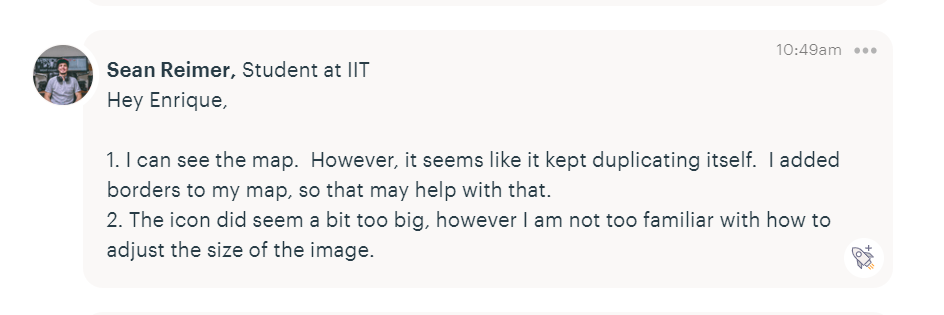 10:49am
Sean Reimer, Student at IIT
Hey Enrique,
1. I can see the map.  However, it seems like it kept duplicating itself.  I added
borders to my map, so that may help with that.
2. The icon did seem a bit too big, however I am not too familiar with how to
adjust the size of the image.